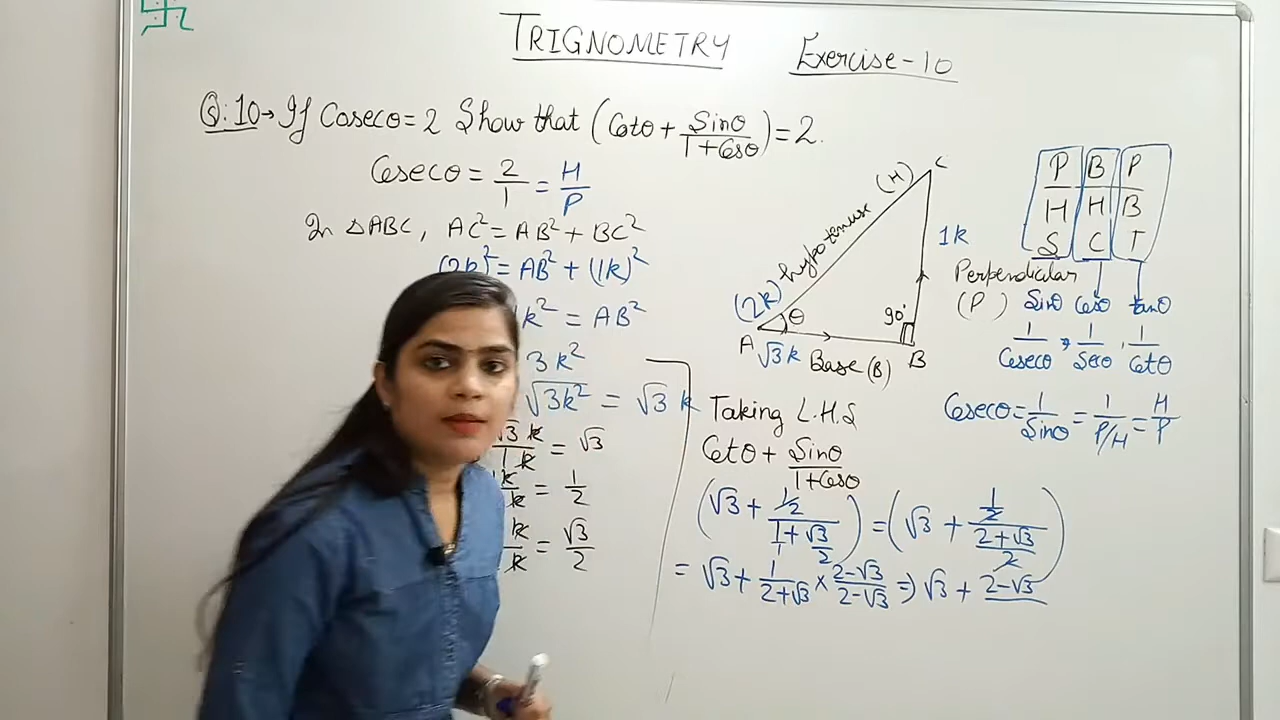 TRIGNOMETRY Exercise-10
Q:10→ If Cosecθ = 2 Show that (Cotθ + Sinθ/1+Cosθ) = 2.
Cosecθ = 2/1 = H/P
In △ABC, AC² = AB² + BC²
(2k)² = AB² + (1k)²
k² = AB²
3k²
√3k² = √3 k
√3k/1k = √3
k/k = 1/2
k/k = √3/2
C
hypotenuse (H)
(2k)
1k
θ
90°
A √3k Base (B) B
P B P
H H B
S C T
Perpendicular
(P) Sinθ Cosθ tanθ
1/Cosecθ , 1/Secθ , 1/Cotθ
Cosecθ = 1/Sinθ = 1/P/H = H/P
Taking L.H.S
Cotθ + Sinθ/1+Cosθ
(√3 + 1/2/1/1+√3/2) = (√3 + 1/2/2+√3/2)
= √3 + 1/2+√3 × 2-√3/2-√3 ⇒ √3 + 2-√3